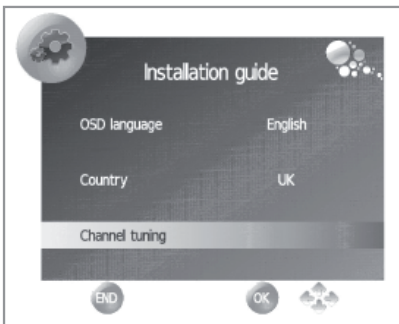 Installation guide
OSD language English
Country UK
Channel tuning
END OK